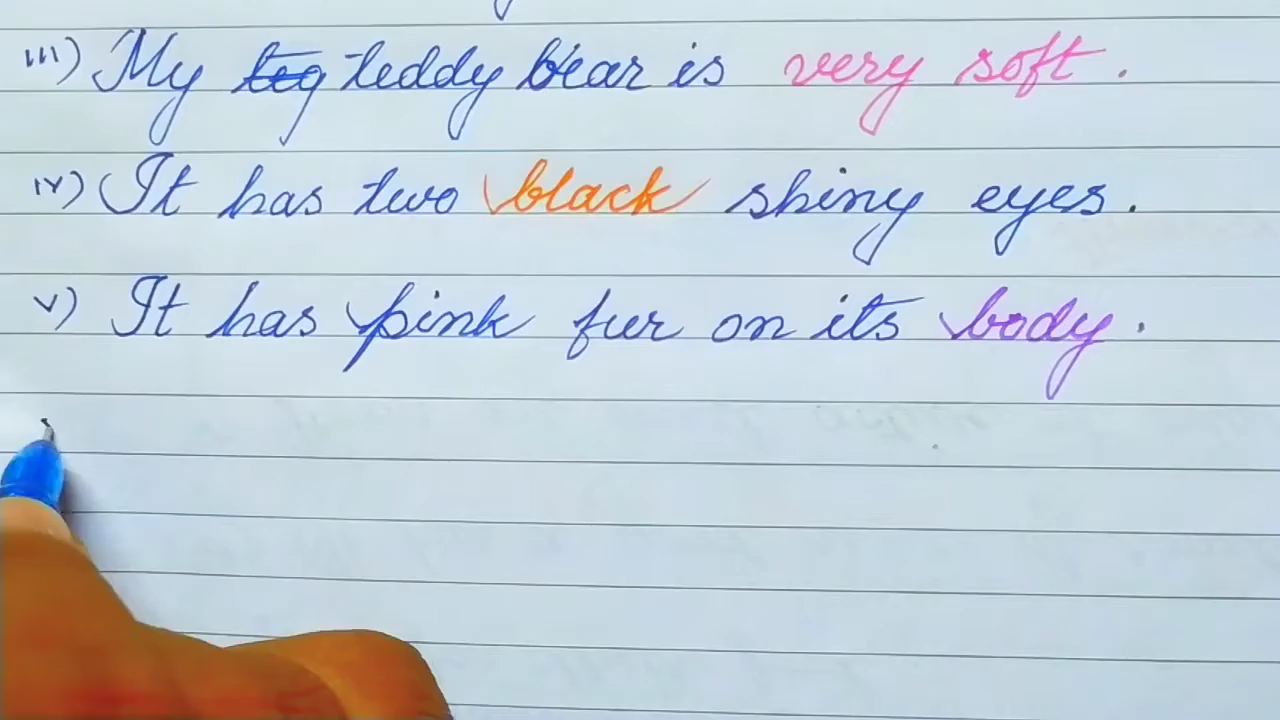 iii) My teg teddy bear is very soft.
iv) It has two black shiny eyes.
v) It has pink fur on its body.